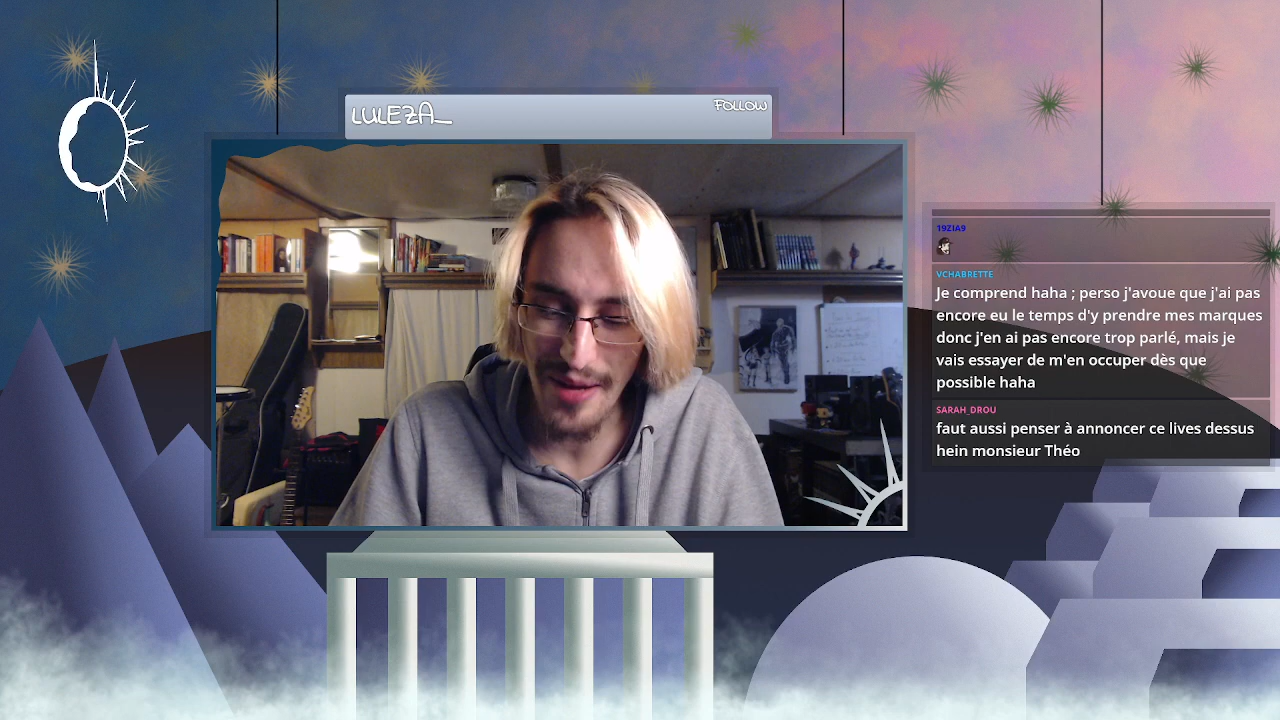 LULEZA_
FOLLOW
19ZIA9
VCHABRETTE
Je comprend haha ; perso j'avoue que j'ai pas
encore eu le temps d'y prendre mes marques
donc j'en ai pas encore trop parlé, mais je
vais essayer de m'en occuper dès que
possible haha
SARAH_DROU
faut aussi penser à annoncer ce lives dessus
hein monsieur Théo